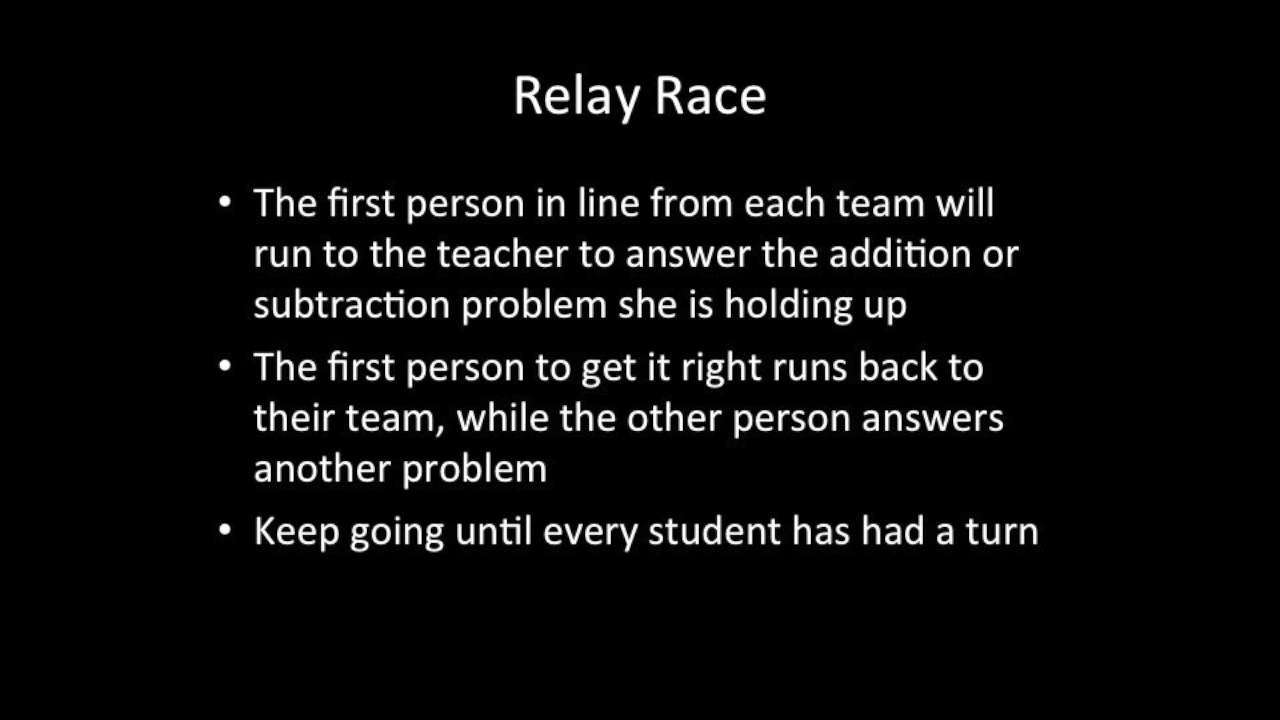 Relay Race
• The first person in line from each team will
run to the teacher to answer the addition or
subtraction problem she is holding up
• The first person to get it right runs back to
their team, while the other person answers
another problem
• Keep going until every student has had a turn